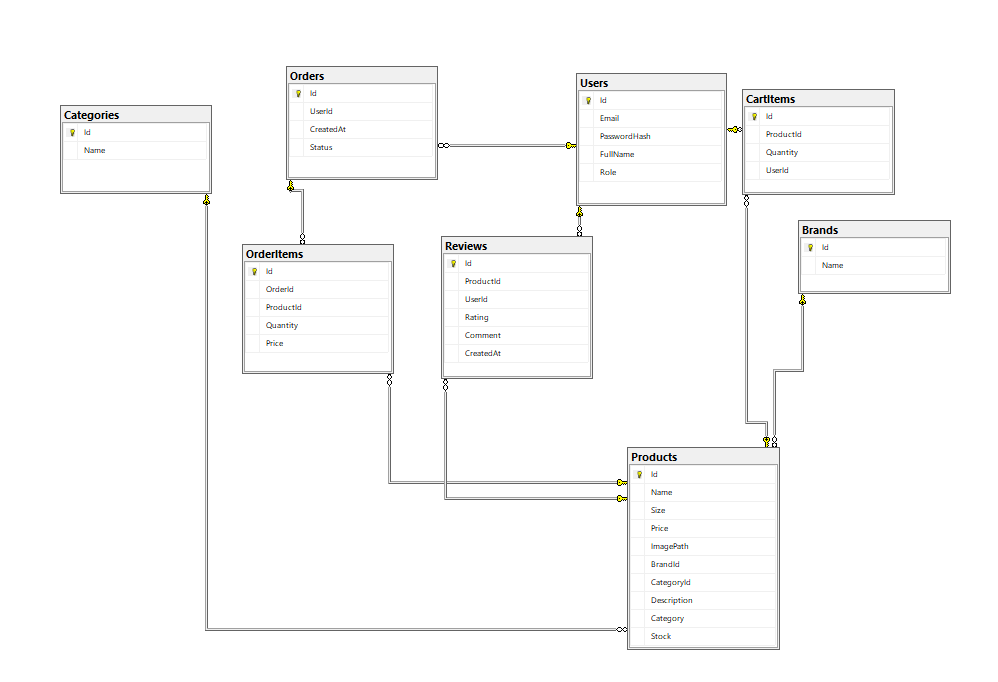 Categories
Id
Name
Orders
Id
UserId
CreatedAt
Status
Users
Id
Email
PasswordHash
FullName
Role
CartItems
Id
ProductId
Quantity
UserId
OrderItems
Id
OrderId
ProductId
Quantity
Price
Reviews
Id
ProductId
UserId
Rating
Comment
CreatedAt
Brands
Id
Name
Products
Id
Name
Size
Price
ImagePath
BrandId
CategoryId
Description
Category
Stock